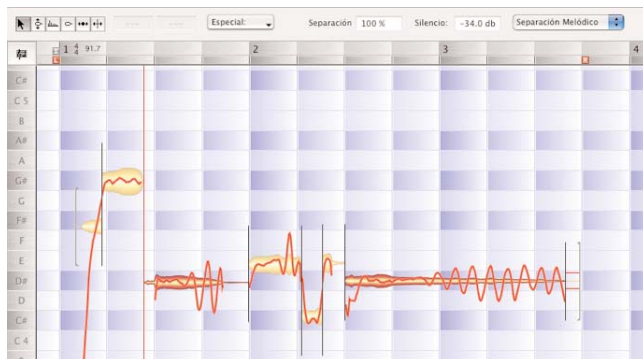 Especial: Separación 100 % Silencio: -34.0 db Separación Melódico
1 4/4 91.7 2 3 4
L R
C#
C 5
B
A#
A
G#
G
F#
F
E
D#
D
C#
C 4